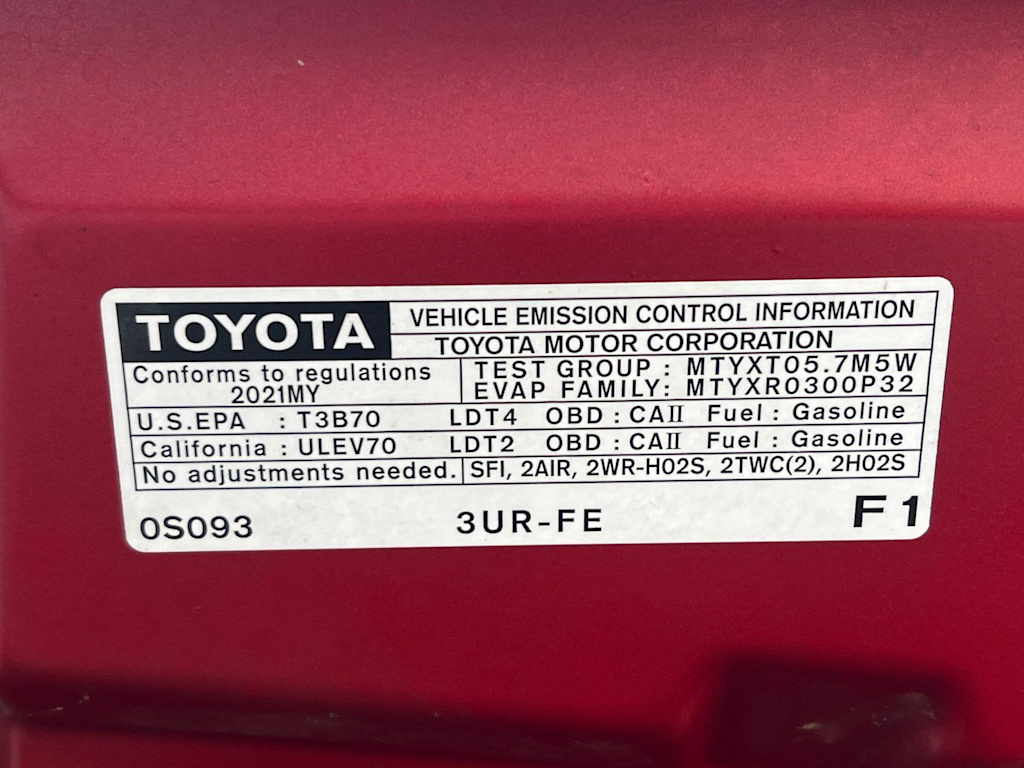 TOYOTA
VEHICLE EMISSION CONTROL INFORMATION
TOYOTA MOTOR CORPORATION
Conforms to regulations
2021MY
TEST GROUP : MTYXT05.7M5W
EVAP FAMILY: MTYXR0300P32
U.S.EPA : T3B70 LDT4 OBD : CAII Fuel : Gasoline
California : ULEV70 LDT2 OBD : CAII Fuel : Gasoline
No adjustments needed. SFI, 2AIR, 2WR-HO2S, 2TWC(2), 2HO2S
0S093 3UR-FE F1